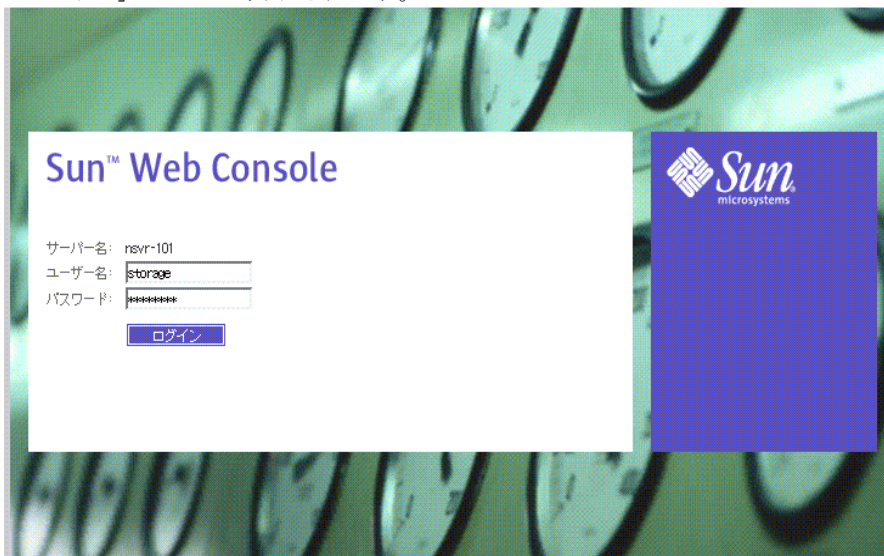 Sun™ Web Console
Sun
microsystems
サーバー名: nsvr-101
ユーザー名: storage
パスワード: ********
ログイン